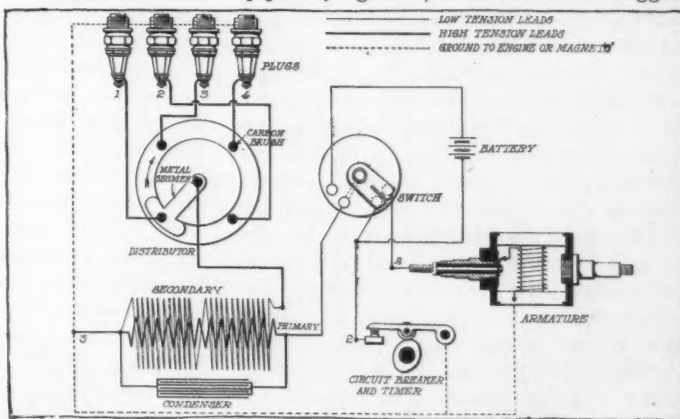 LOW TENSION LEADS
HIGH TENSION LEADS
GROUND TO ENGINE OR MAGNETO
PLUGS
1 2 3 4
CARBON
BRUSH
METAL
SEGMENT
BATTERY
SWITCH
DISTRIBUTOR
A
SECONDARY
PRIMARY
ARMATURE
3
2
CIRCUIT BREAKER
AND TIMER
CONDENSER